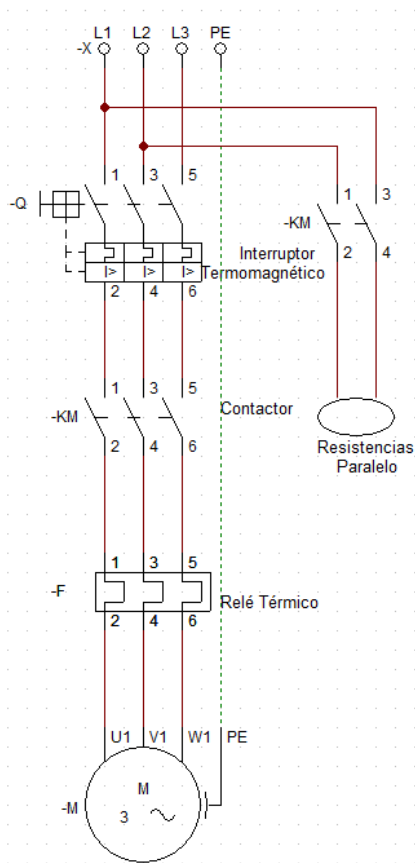 L1 L2 L3 PE
-X
1 3 5
-Q
I> I> I>
2 4 6
Interruptor
Termomagnético
1 3
-KM
2 4
1 3 5
-KM
Contactor
2 4 6
Resistencias
Paralelo
1 3 5
-F
Relé Térmico
2 4 6
U1 V1 W1 PE
-M
M
3